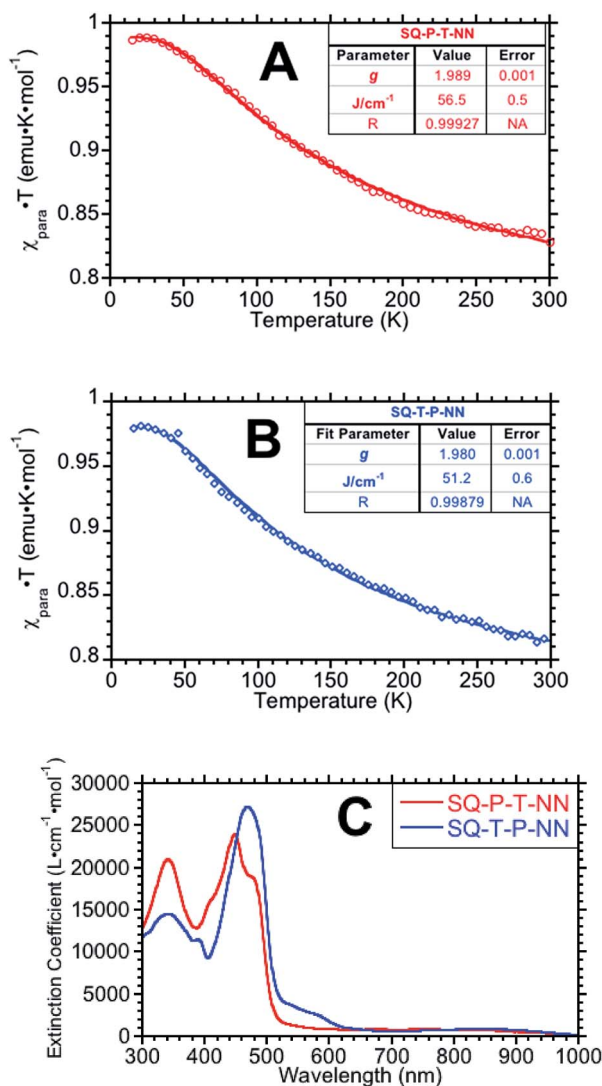 A
SQ-P-T-NN
Parameter Value Error
g 1.989 0.001
J/cm⁻¹ 56.5 0.5
R 0.99927 NA
χpara•T (emu•K•mol⁻¹)
1
0.95
0.9
0.85
0.8
0 50 100 150 200 250 300
Temperature (K)
B
SQ-T-P-NN
Fit Parameter Value Error
g 1.980 0.001
J/cm⁻¹ 51.2 0.6
R 0.99879 NA
χpara•T (emu•K•mol⁻¹)
1
0.95
0.9
0.85
0.8
0 50 100 150 200 250 300
Temperature (K)
C
SQ-P-T-NN
SQ-T-P-NN
Extinction Coefficient (L•cm⁻¹•mol⁻¹)
30000
25000
20000
15000
10000
5000
0
300 400 500 600 700 800 900 1000
Wavelength (nm)